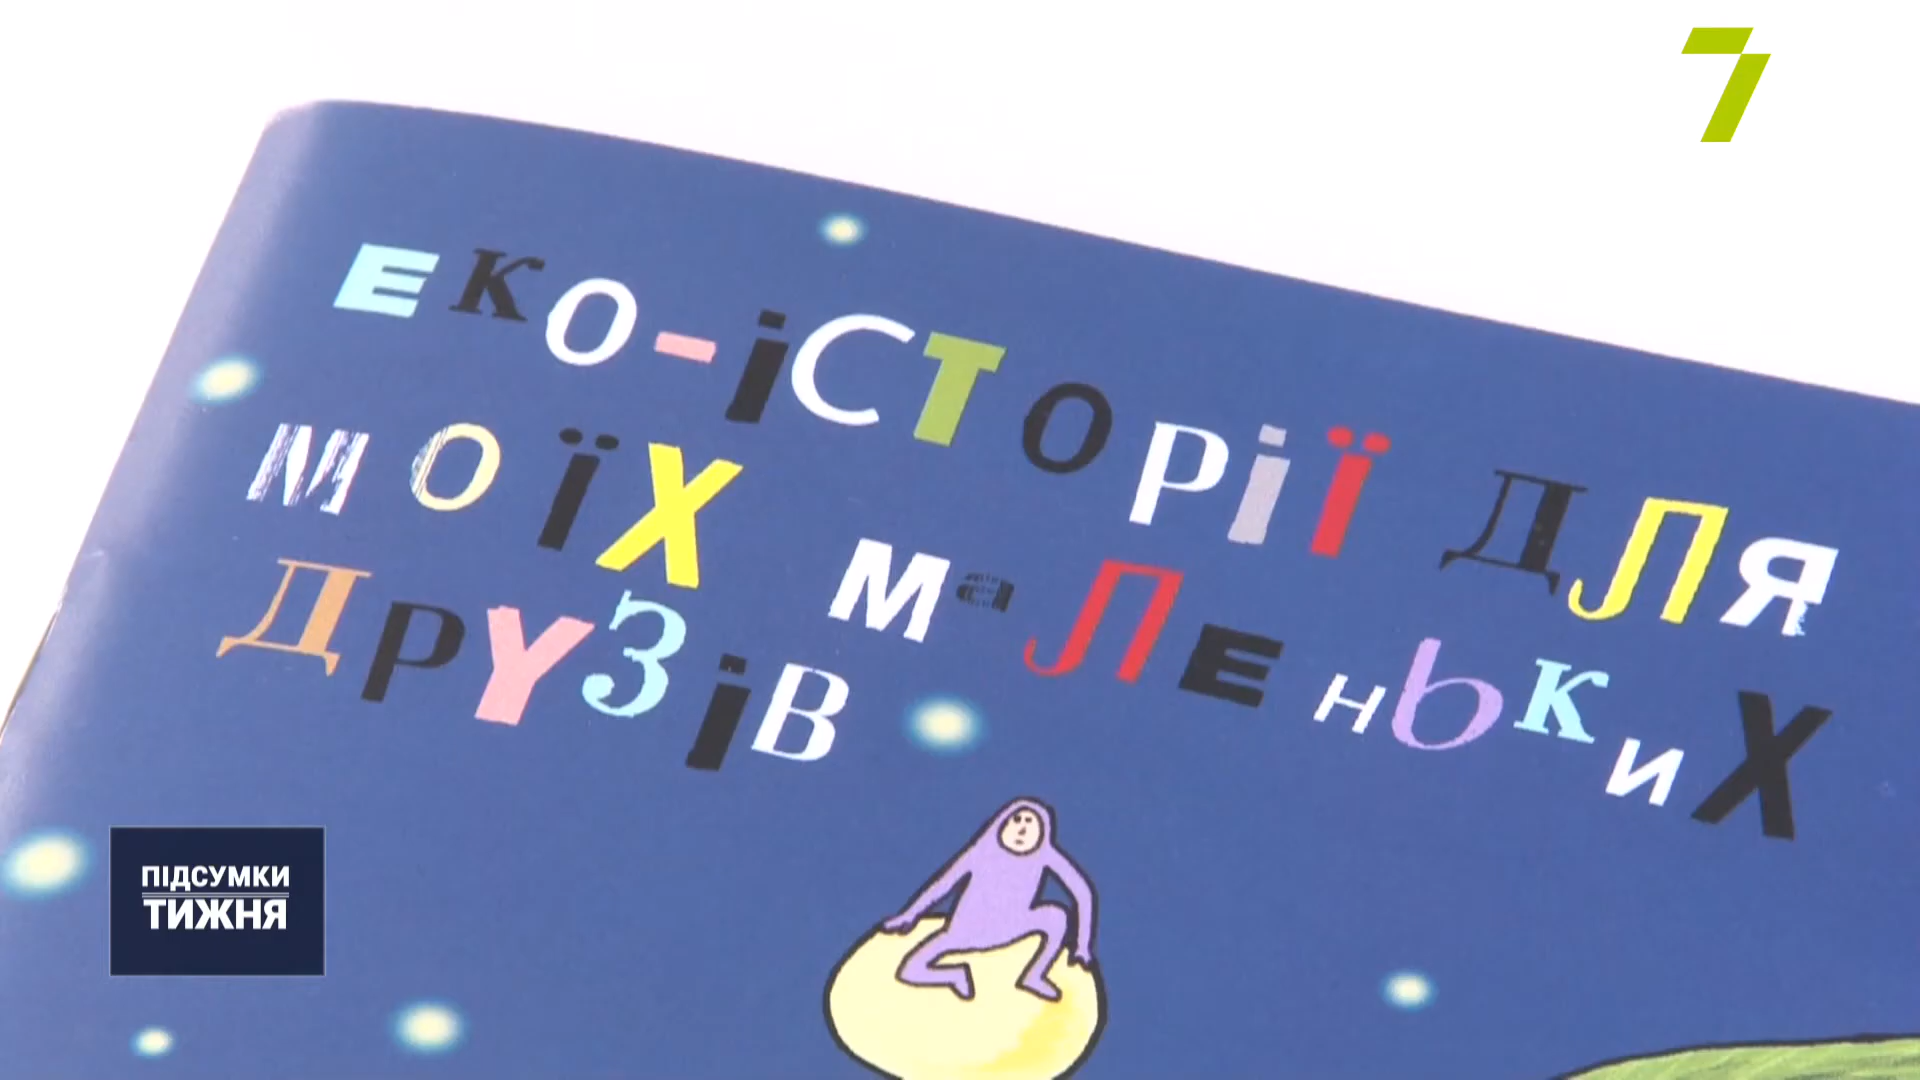 7
ЕКО-ІСТОРІЇ ДЛЯ
МОЇХ МаЛЕНЬКИХ
ДРУЗІВ
ПІДСУМКИ
ТИЖНЯ